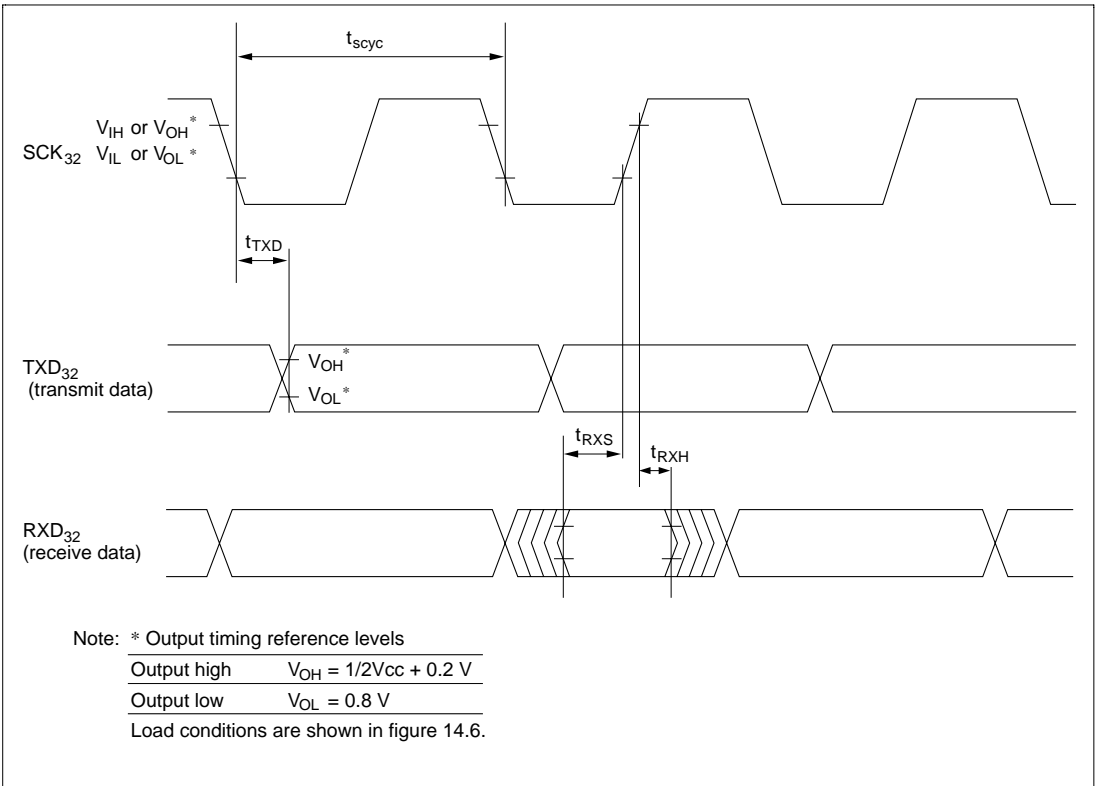 tscyc
VIH or VOH*
SCK32 VIL or VOL*
tTXD
TXD32
(transmit data)
VOH*
VOL*
tRXS
tRXH
RXD32
(receive data)
Note: * Output timing reference levels
Output high VOH = 1/2Vcc + 0.2 V
Output low VOL = 0.8 V
Load conditions are shown in figure 14.6.